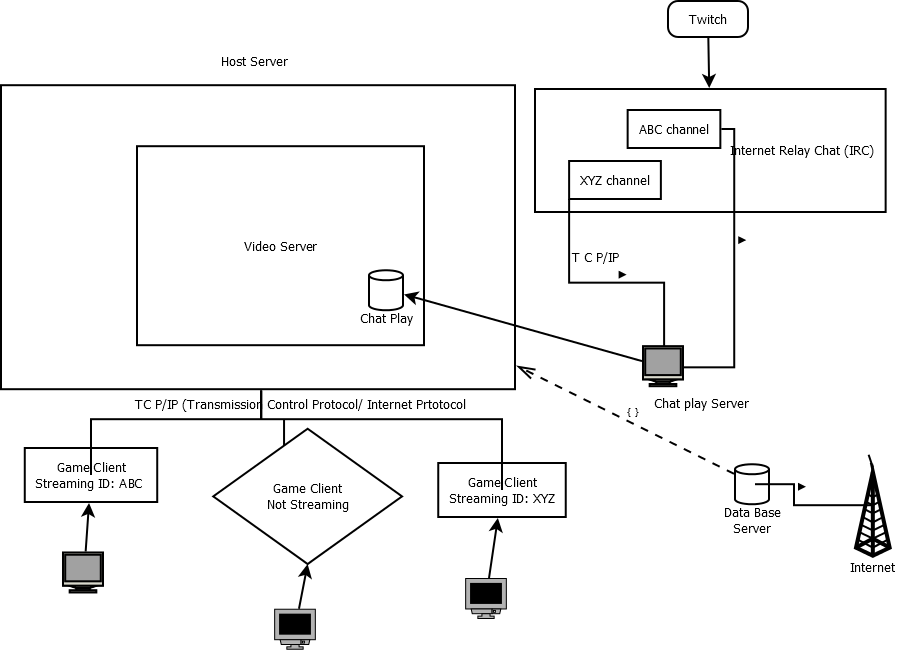 Twitch
Host Server
ABC channel
Internet Relay Chat (IRC)
XYZ channel
Video Server
T C P/IP
Chat Play
Chat play Server
TC P/IP (Transmission Control Protocol/ Internet Prtotocol
{ }
Game Client
Streaming ID: ABC
Game Client
Not Streaming
Game Client
Streaming ID: XYZ
Data Base
Server
Internet